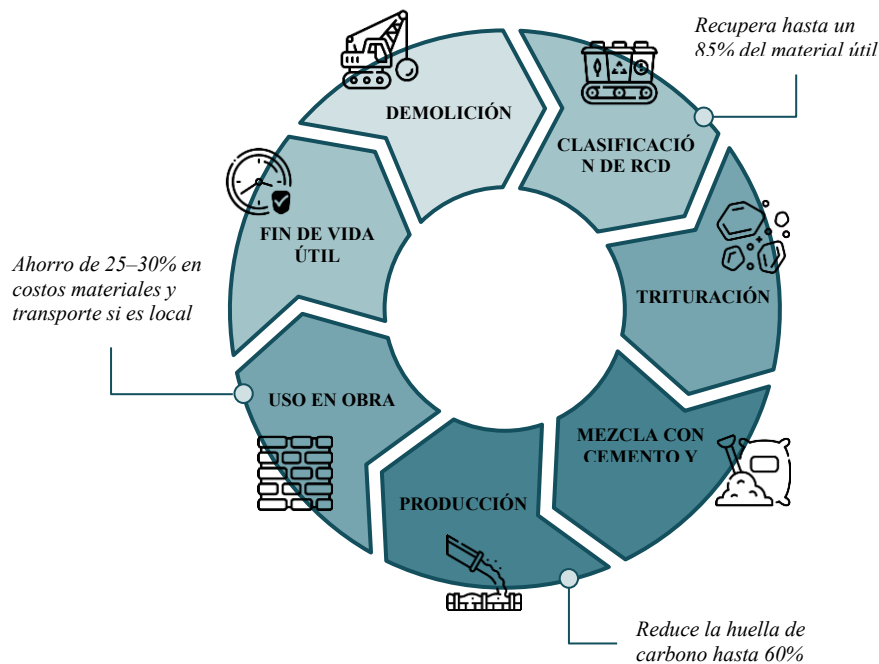 Recupera hasta un
85% del material útil
DEMOLICIÓN
CLASIFICACIÓ
N DE RCD
FIN DE VIDA
ÚTIL
Ahorro de 25–30% en
costos materiales y
transporte si es local
TRITURACIÓN
USO EN OBRA
MEZCLA CON
CEMENTO Y
PRODUCCIÓN
Reduce la huella de
carbono hasta 60%